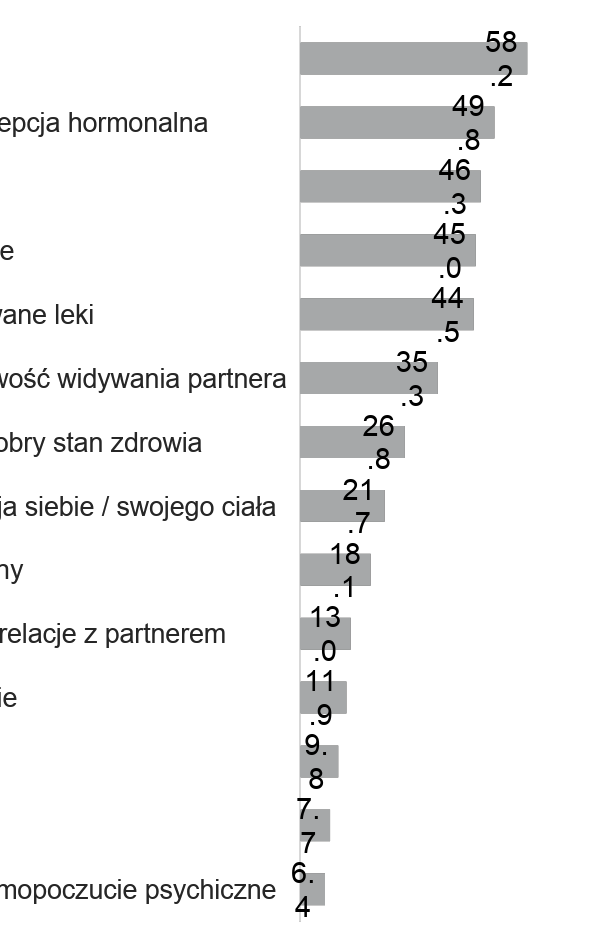 58
.2
epcja hormonalna
49
.8
46
.3
e
45
.0
wane leki
44
.5
wość widywania partnera
35
.3
obry stan zdrowia
26
.8
ja siebie / swojego ciała
21
.7
ny
18
.1
relacje z partnerem
13
.0
ie
11
.9
9.
8
7.
7
mopoczucie psychiczne
6.
4